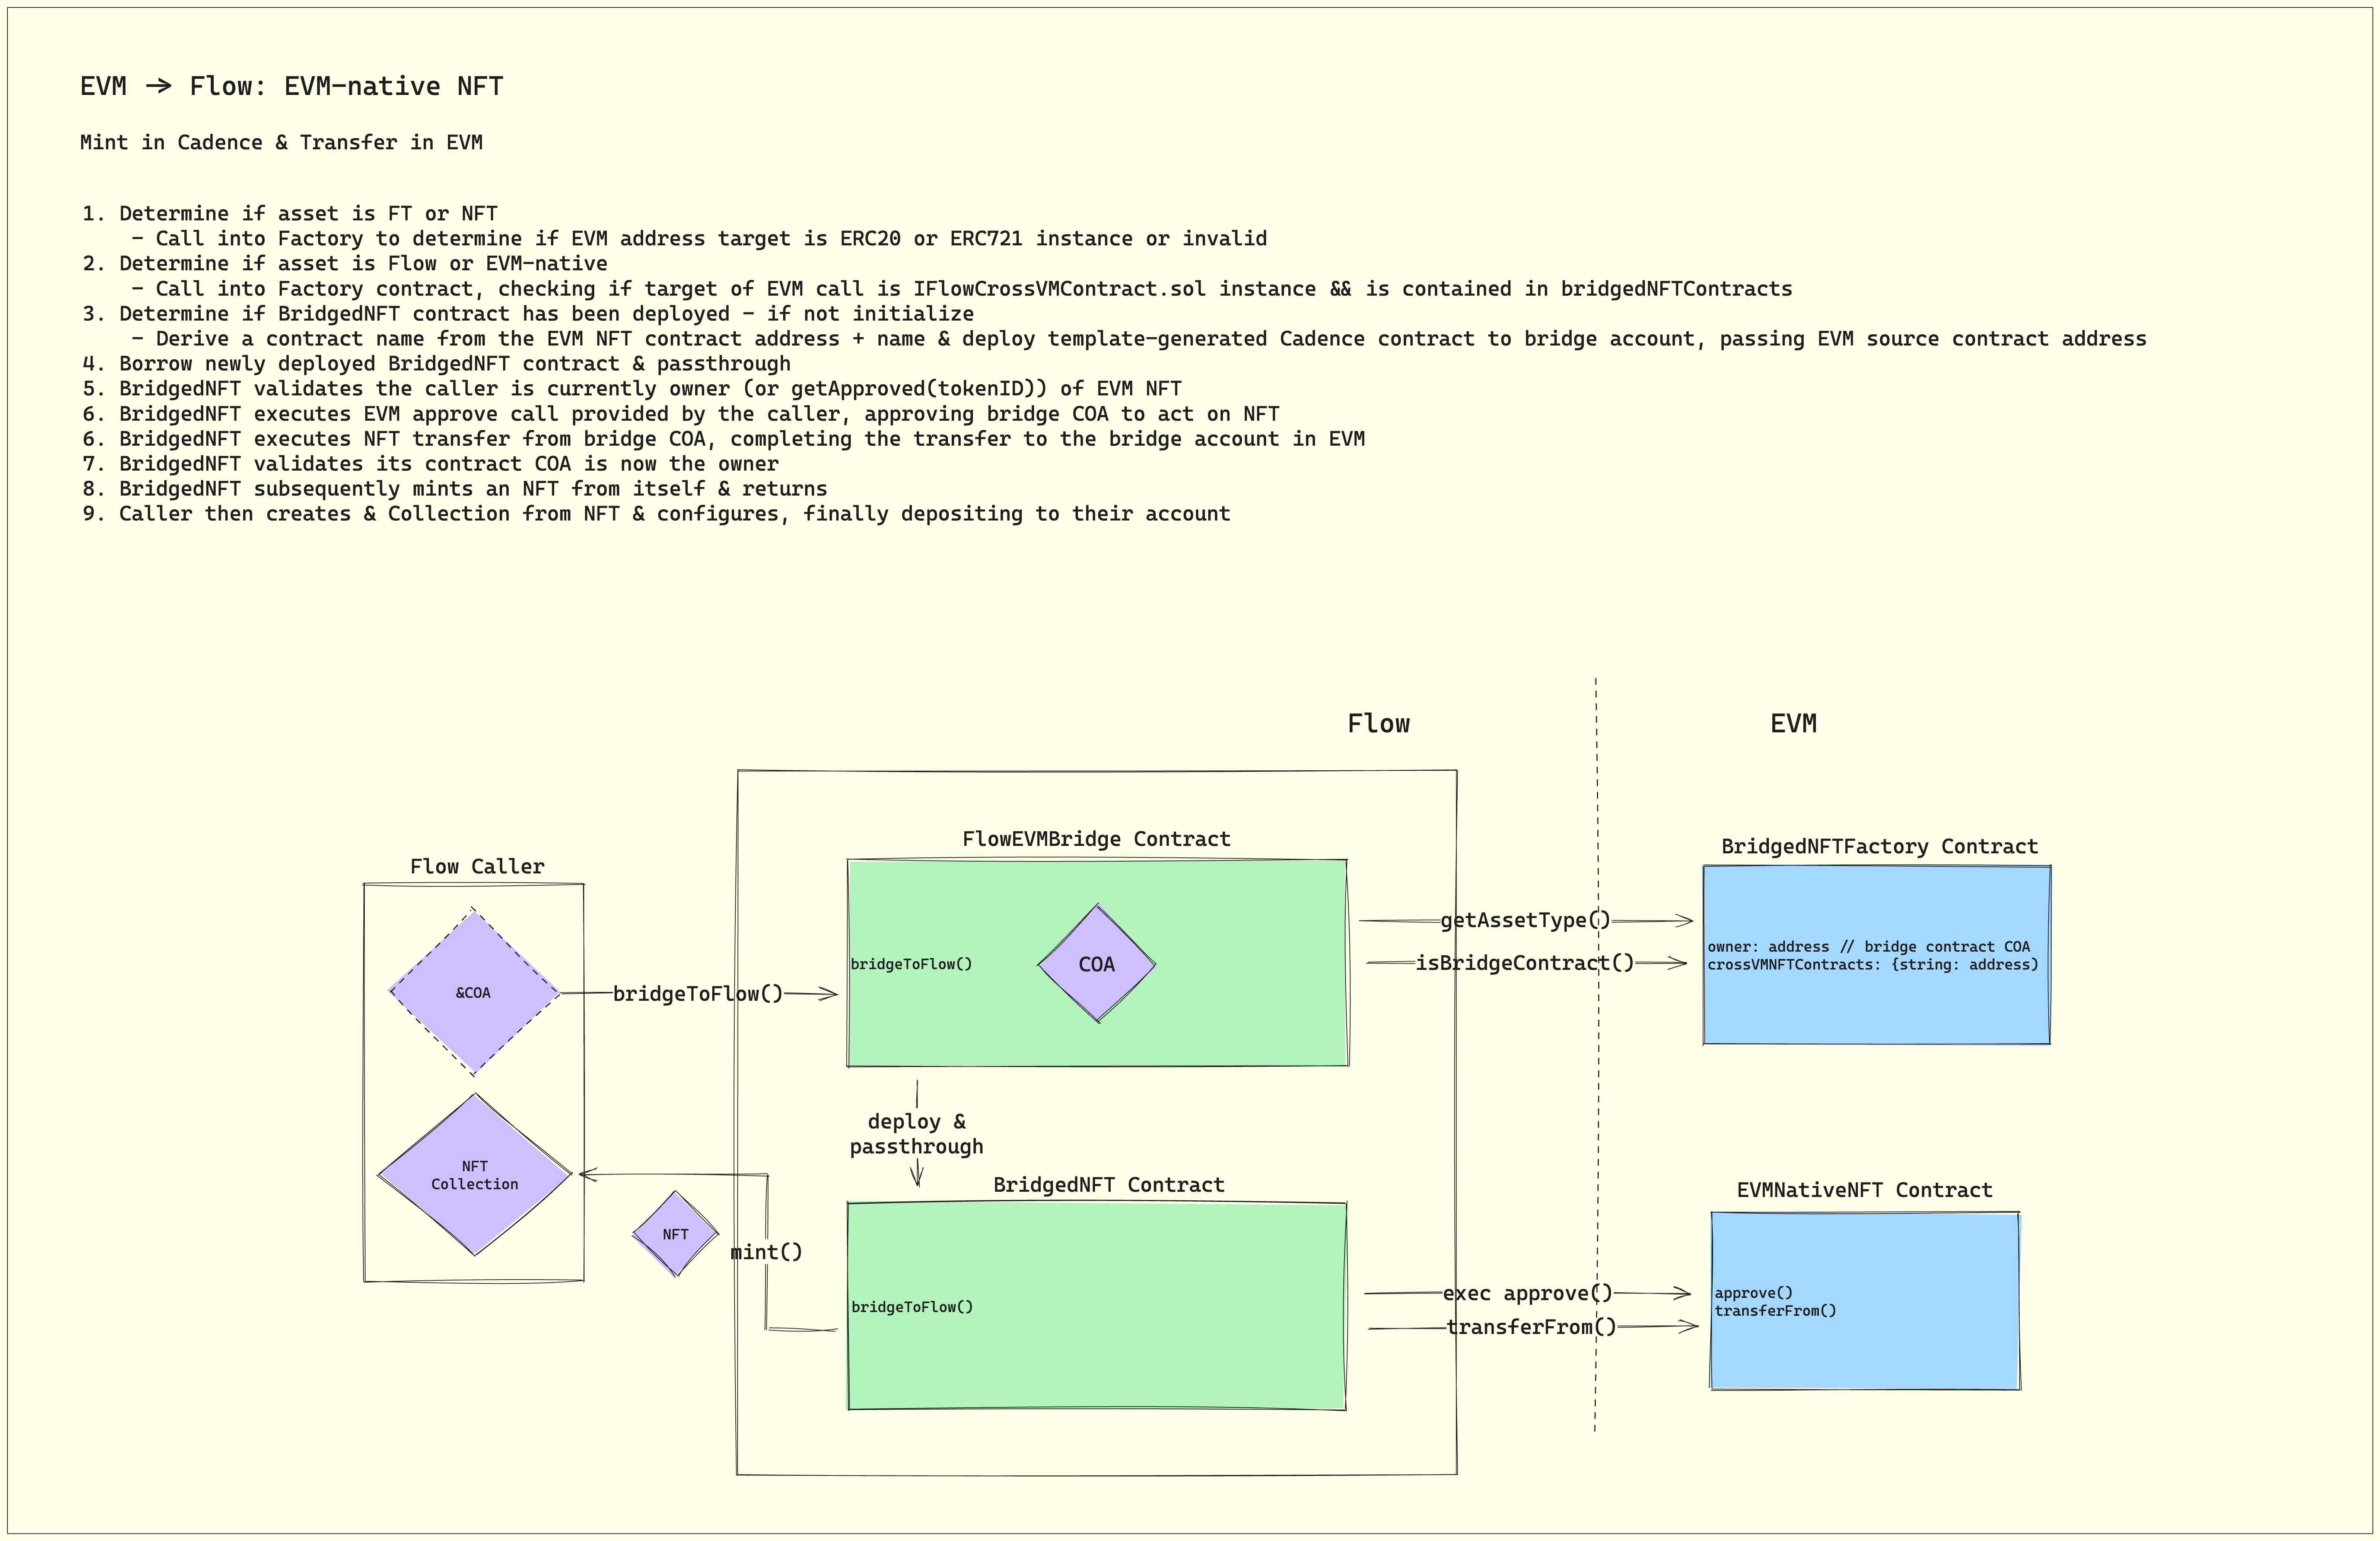 EVM -> Flow: EVM-native NFT
Mint in Cadence & Transfer in EVM
1. Determine if asset is FT or NFT
- Call into Factory to determine if EVM address target is ERC20 or ERC721 instance or invalid
2. Determine if asset is Flow or EVM-native
- Call into Factory contract, checking if target of EVM call is IFlowCrossVMContract.sol instance && is contained in bridgedNFTContracts
3. Determine if BridgedNFT contract has been deployed - if not initialize
- Derive a contract name from the EVM NFT contract address + name & deploy template-generated Cadence contract to bridge account, passing EVM source contract address
4. Borrow newly deployed BridgedNFT contract & passthrough
5. BridgedNFT validates the caller is currently owner (or getApproved(tokenID)) of EVM NFT
6. BridgedNFT executes EVM approve call provided by the caller, approving bridge COA to act on NFT
6. BridgedNFT executes NFT transfer from bridge COA, completing the transfer to the bridge account in EVM
7. BridgedNFT validates its contract COA is now the owner
8. BridgedNFT subsequently mints an NFT from itself & returns
9. Caller then creates & Collection from NFT & configures, finally depositing to their account
Flow
EVM
Flow Caller
&COA
NFT
Collection
bridgeToFlow()
FlowEVMBridge Contract
bridgeToFlow()
COA
getAssetType()
isBridgeContract()
BridgedNFTFactory Contract
owner: address // bridge contract COA
crossVMNFTContracts: {string: address)
deploy &
passthrough
NFT
mint()
BridgedNFT Contract
bridgeToFlow()
exec approve()
transferFrom()
EVMNativeNFT Contract
approve()
transferFrom()